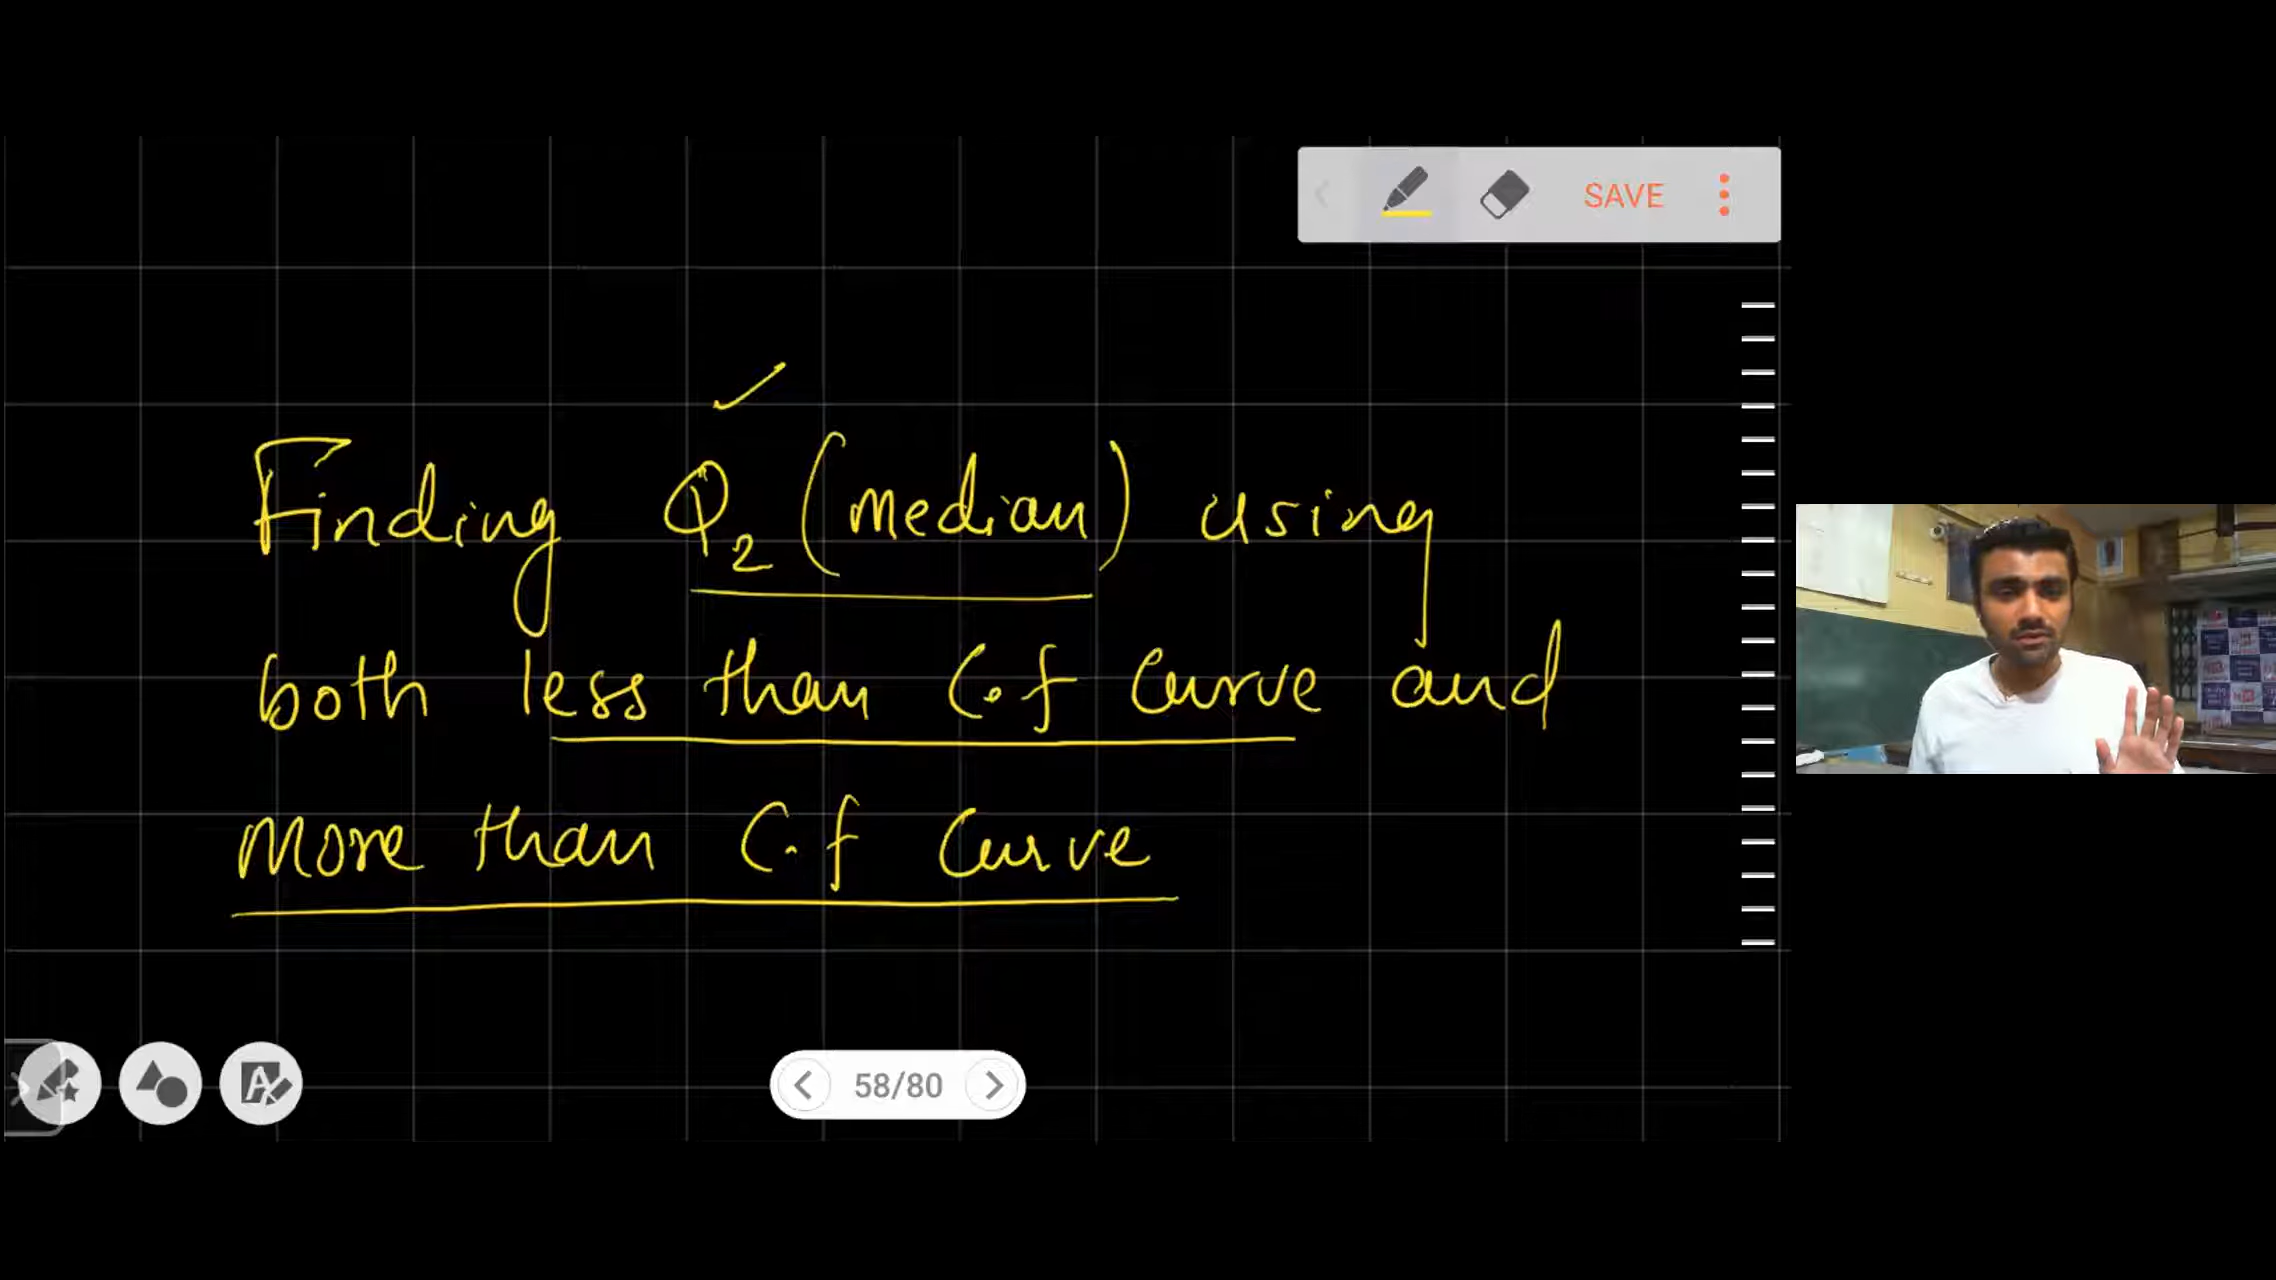 SAVE
Finding Q₂ (median) using
both less than C.f Curve and
more than C.f Curve
58/80